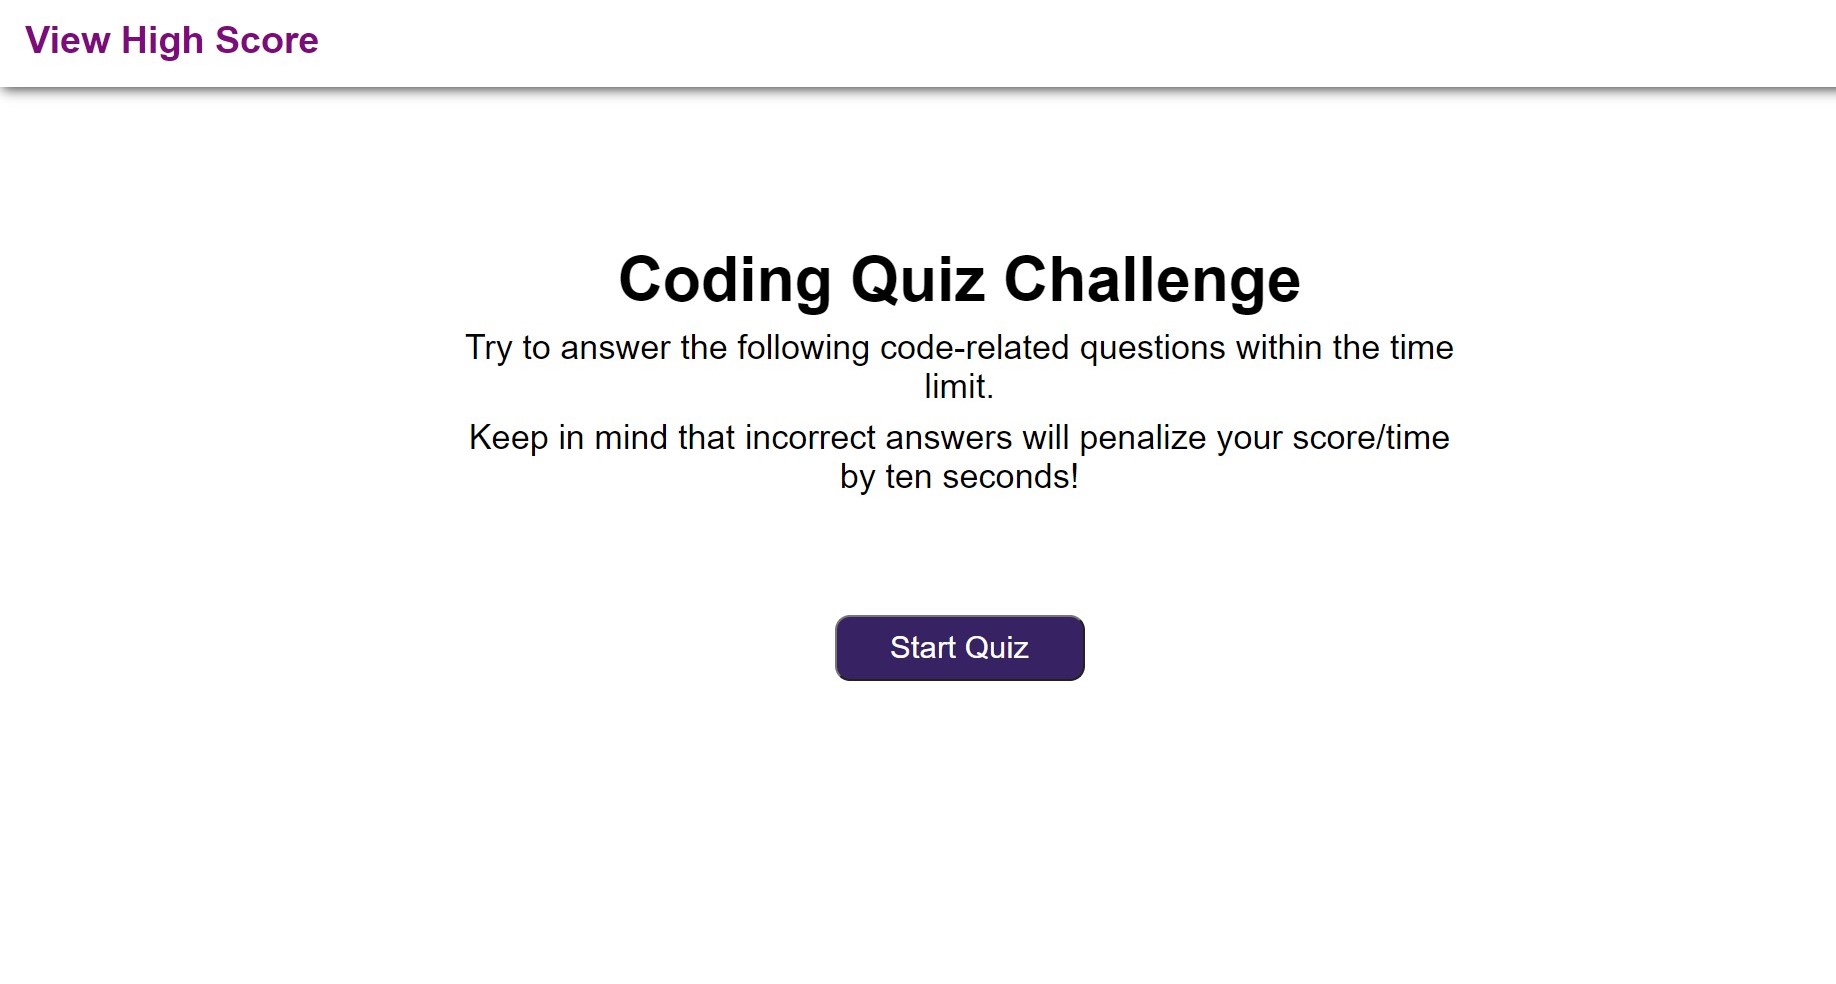 View High Score
Coding Quiz Challenge
Try to answer the following code-related questions within the time
limit.
Keep in mind that incorrect answers will penalize your score/time
by ten seconds!
Start Quiz